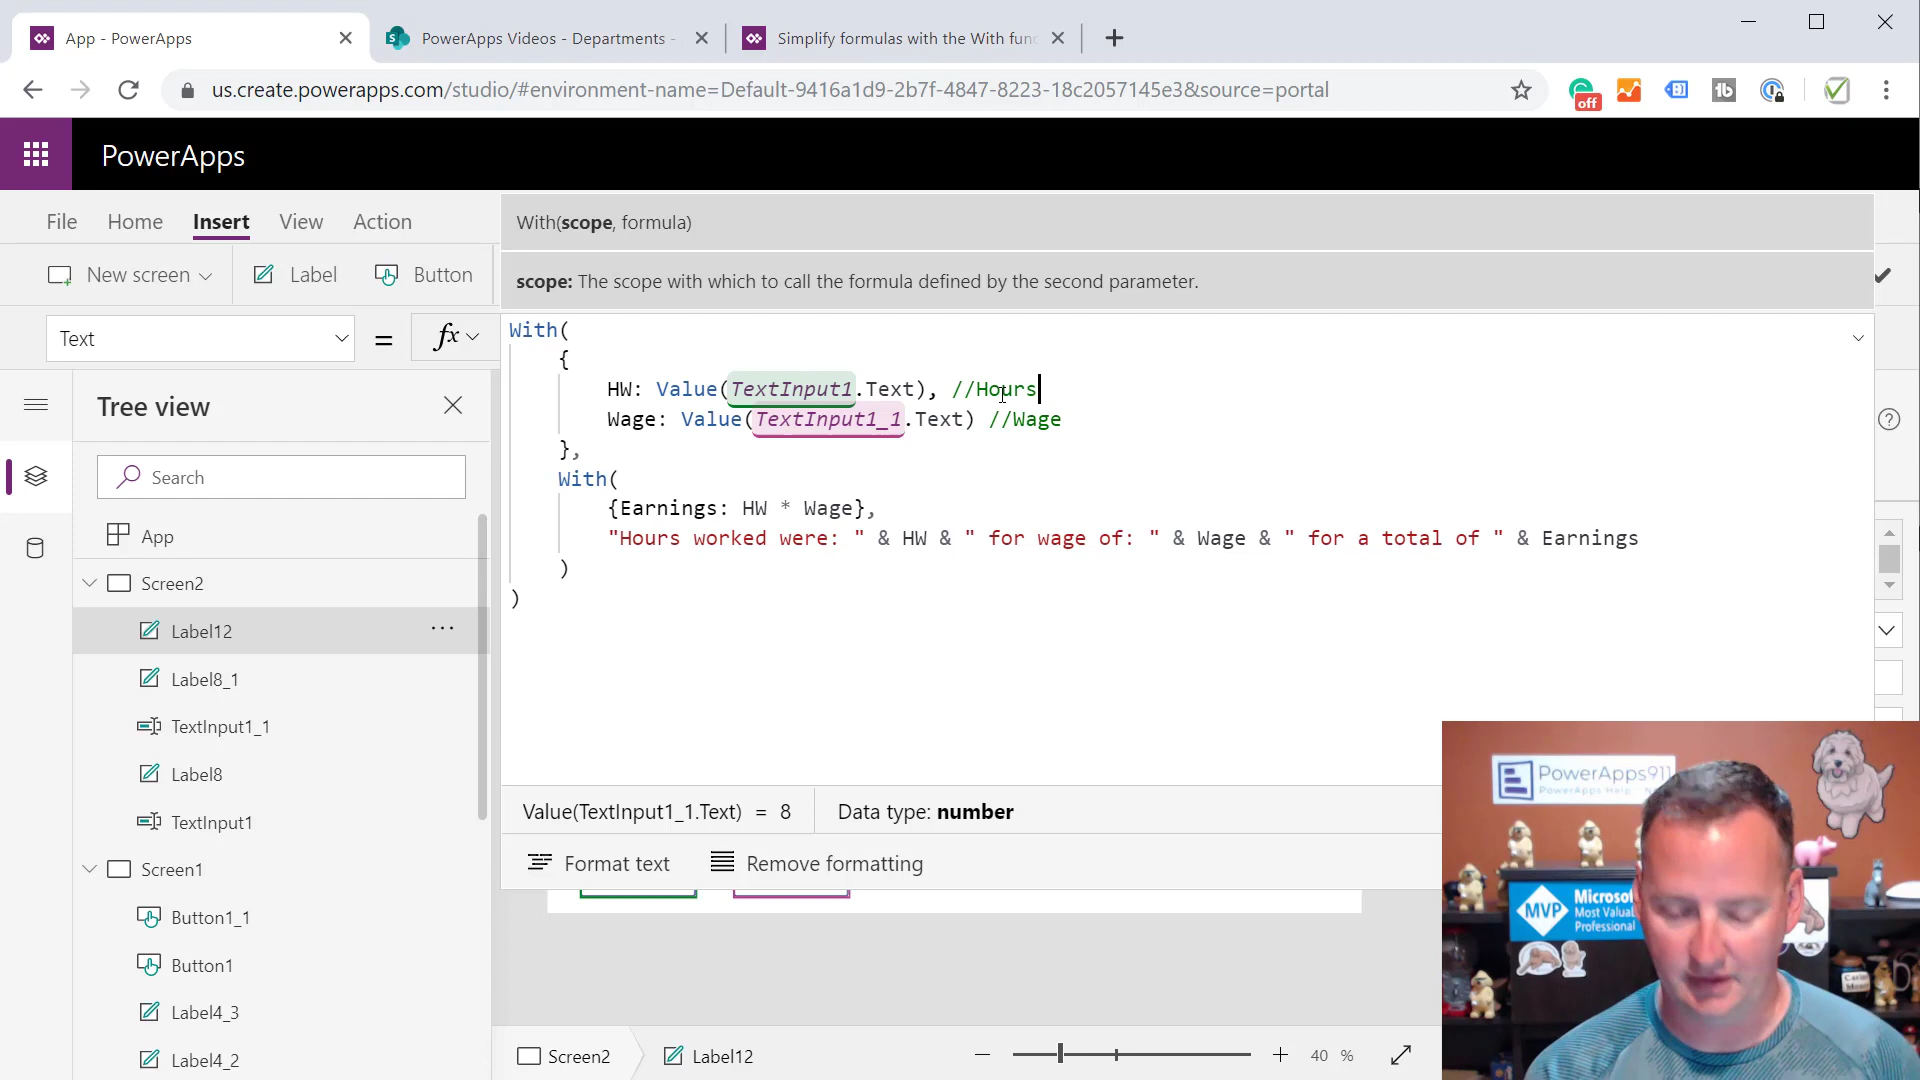 App - PowerApps
PowerApps Videos - Departments -
Simplify formulas with the With func
us.create.powerapps.com/studio/#environment-name=Default-9416a1d9-2b7f-4847-8223-18c2057145e3&source=portal
off
PowerApps
File Home Insert View Action
New screen Label Button
With(scope, formula)
scope: The scope with which to call the formula defined by the second parameter.
Text = fx
With(
{
HW: Value(TextInput1.Text), //Hours
Wage: Value(TextInput1_1.Text) //Wage
},
With(
{Earnings: HW * Wage},
"Hours worked were: " & HW & " for wage of: " & Wage & " for a total of " & Earnings
)
)
Tree view
Search
App
Screen2
Label12 ...
Label8_1
TextInput1_1
Label8
TextInput1
Screen1
Button1_1
Button1
Label4_3
Label4_2
Value(TextInput1_1.Text) = 8 Data type: number
Format text Remove formatting
Screen2 Label12 40 %
PowerApps911
MVP
Microsof
Most Valua
Professional